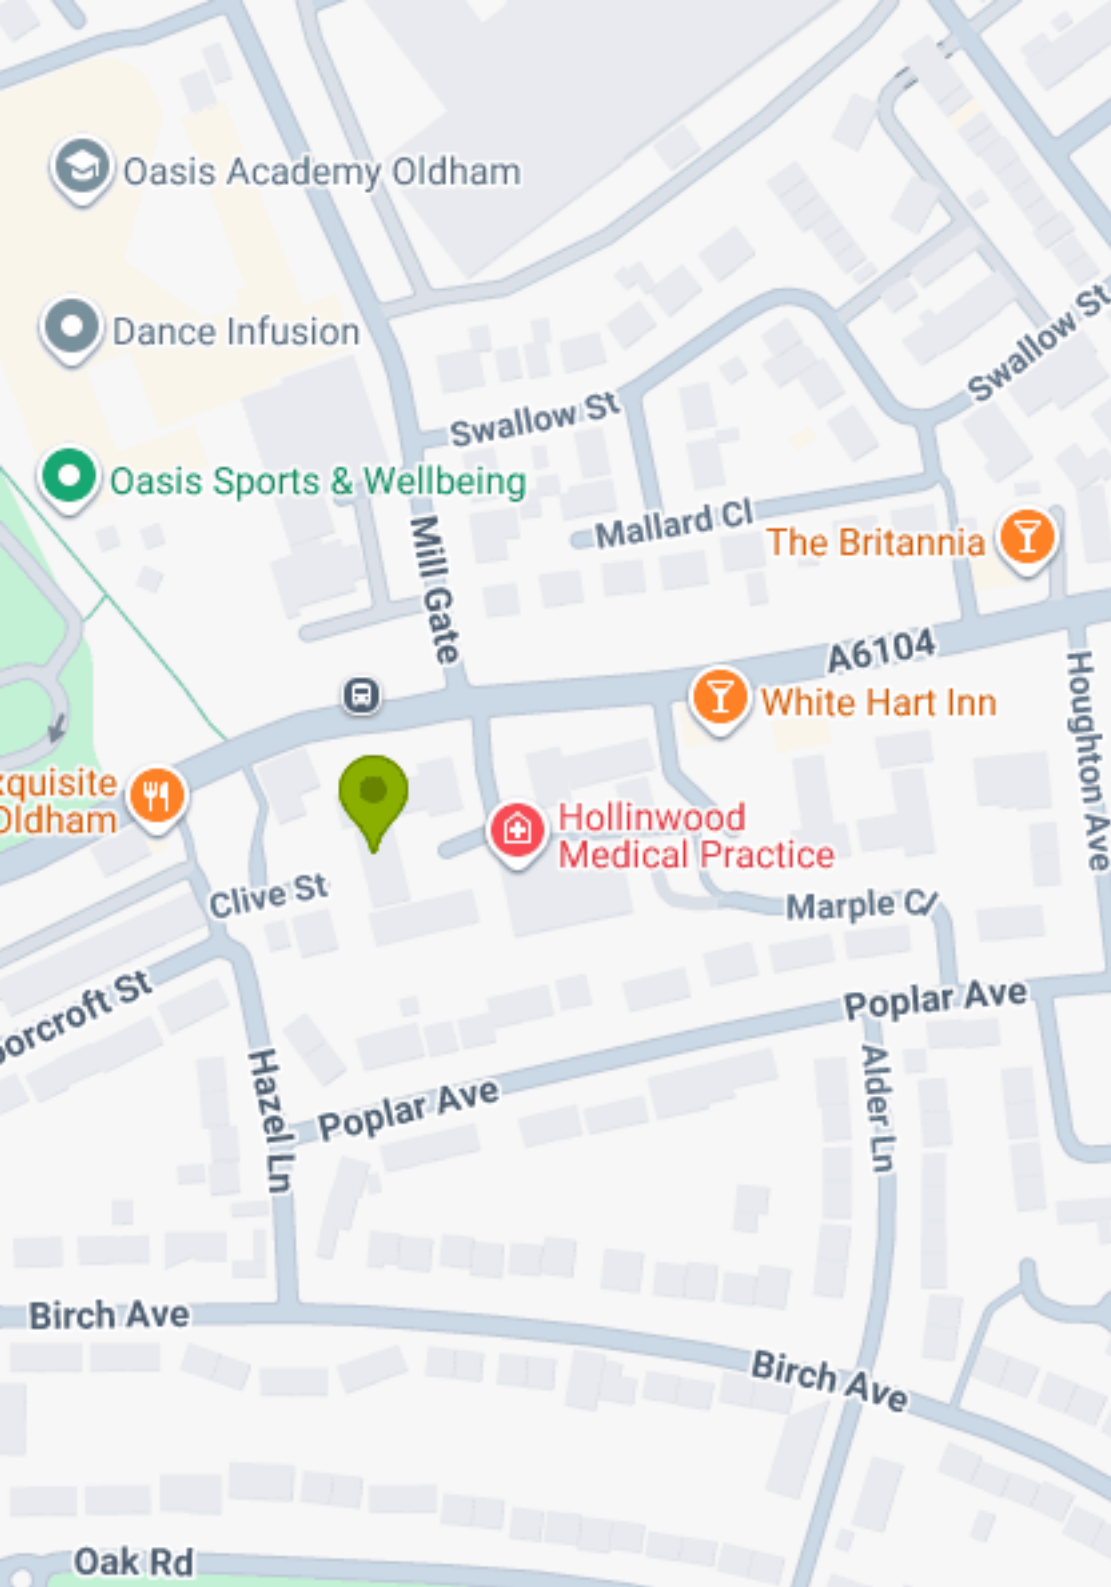 Oasis Academy Oldham
Dance Infusion
Swallow St
Swallow St
Oasis Sports & Wellbeing
Mallard Cl
The Britannia
Mill Gate
A6104
White Hart Inn
Houghton Ave
xquisite
Oldham
Hollinwood
Medical Practice
Clive St
Marple Cl
orcroft St
Poplar Ave
Hazel Ln
Poplar Ave
Alder Ln
Birch Ave
Birch Ave
Oak Rd